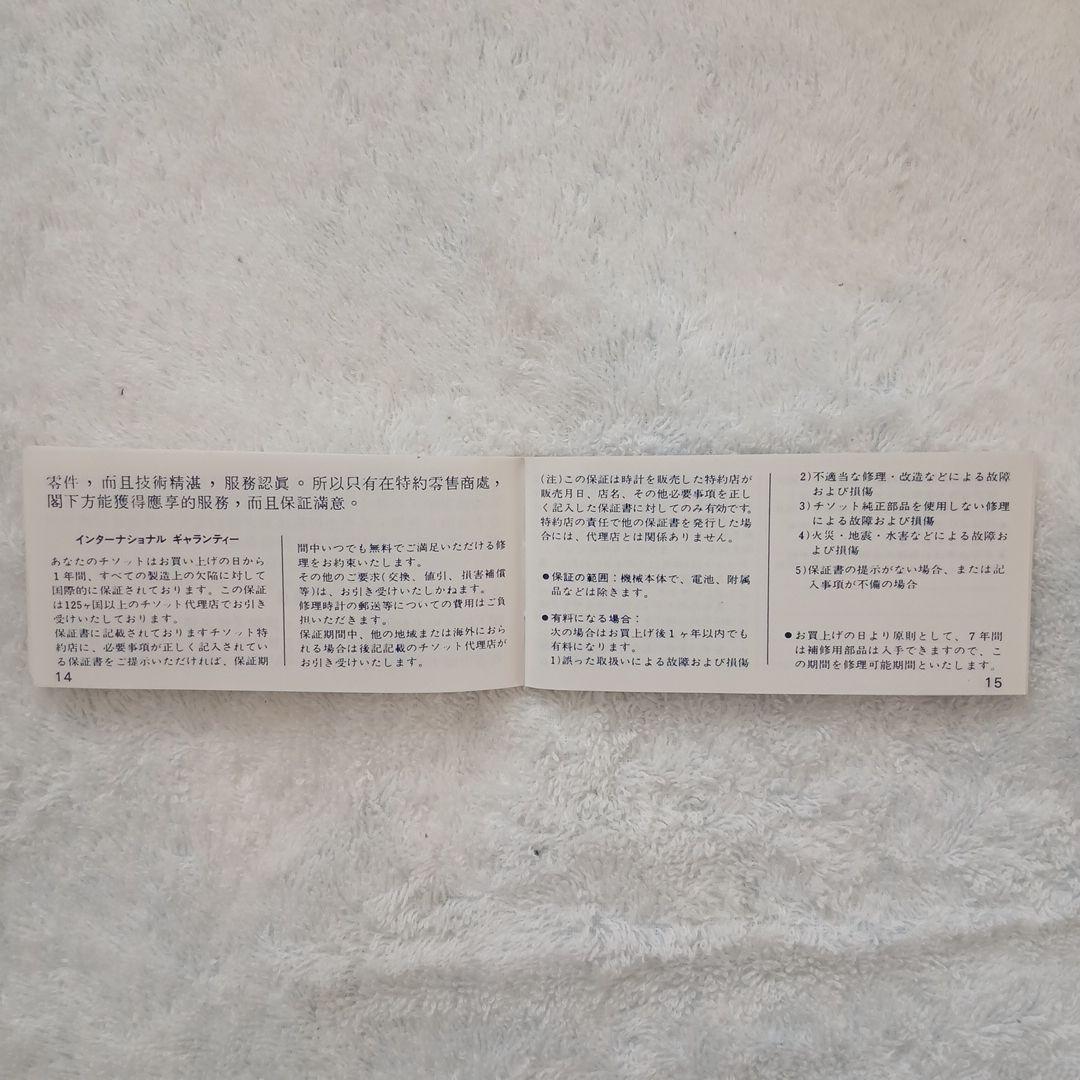 零件，而且技術精湛，服務認眞。所以只有在特約零售商處，
閣下方能獲得應享的服務，而且保証滿意。
インターナショナル ギャランティー
あなたのチソットはお買い上げの日から
1年間、すべての製造上の欠陥に対して
国際的に保証されております。この保証
は125ヶ国以上のチソット代理店でお引き
受けいたしております。
保証書に記載されておりますチソット特
約店に、必要事項が正しく記入されてい
る保証書をご提示いただければ、保証期
間中いつでも無料でご満足いただける修
理をお約束いたします。
その他のご要求(交換、値引、損害補償
等)は、お引き受けいたしかねます。
修理時計の郵送等についての費用はご負
担いただきます。
保証期間中、他の地域または海外におら
れる場合は後記記載のチソット代理店が
お引き受けいたします。
14
(注)この保証は時計を販売した特約店が
販売月日、店名、その他必要事項を正し
く記入した保証書に対してのみ有効です。
特約店の責任で他の保証書を発行した場
合には、代理店とは関係ありません。
●保証の範囲：機械本体で、電池、附属
品などは除きます。
●有料になる場合：
次の場合はお買上げ後1ヶ年以内でも
有料になります。
1)誤った取扱いによる故障および損傷
2)不適当な修理・改造などによる故障
および損傷
3)チソット純正部品を使用しない修理
による故障および損傷
4)火災・地震・水害などによる故障お
よび損傷
5)保証書の提示がない場合、または記
入事項が不備の場合
●お買上げの日より原則として、7年間
は補修用部品は入手できますので、こ
の期間を修理可能期間といたします。
15